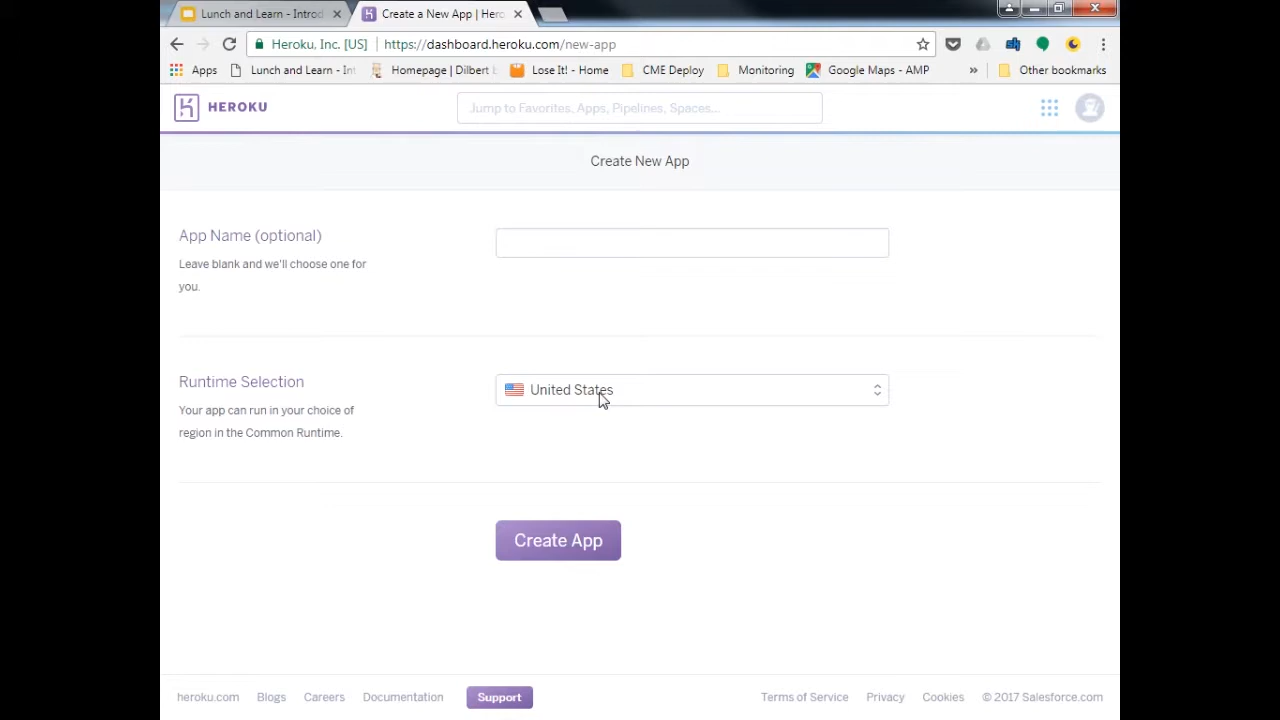 Lunch and Learn - Introd
Create a New App | Hero
Heroku, Inc. [US]
https://dashboard.heroku.com/new-app
Apps
Lunch and Learn - Int
Homepage | Dilbert b
Lose It! - Home
CME Deploy
Monitoring
Google Maps - AMP
»
Other bookmarks
HEROKU
Jump to Favorites, Apps, Pipelines, Spaces...
Create New App
App Name (optional)
Leave blank and we'll choose one for
you.
Runtime Selection
United States
Your app can run in your choice of
region in the Common Runtime.
Create App
heroku.com
Blogs
Careers
Documentation
Support
Terms of Service
Privacy
Cookies
© 2017 Salesforce.com